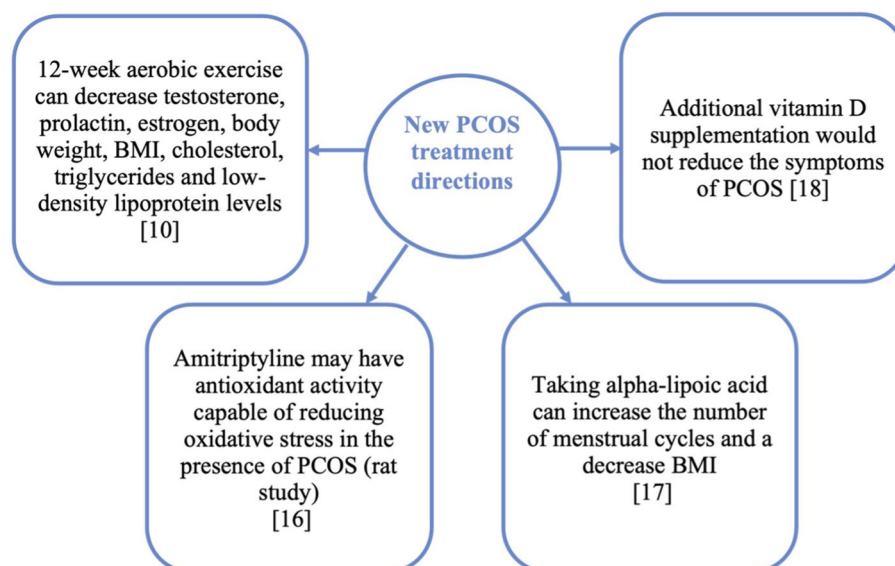 New PCOS
treatment
directions
12-week aerobic exercise
can decrease testosterone,
prolactin, estrogen, body
weight, BMI, cholesterol,
triglycerides and low-
density lipoprotein levels
[10]
Additional vitamin D
supplementation would
not reduce the symptoms
of PCOS [18]
Amitriptyline may have
antioxidant activity
capable of reducing
oxidative stress in the
presence of PCOS (rat
study)
[16]
Taking alpha-lipoic acid
can increase the number
of menstrual cycles and a
decrease BMI
[17]